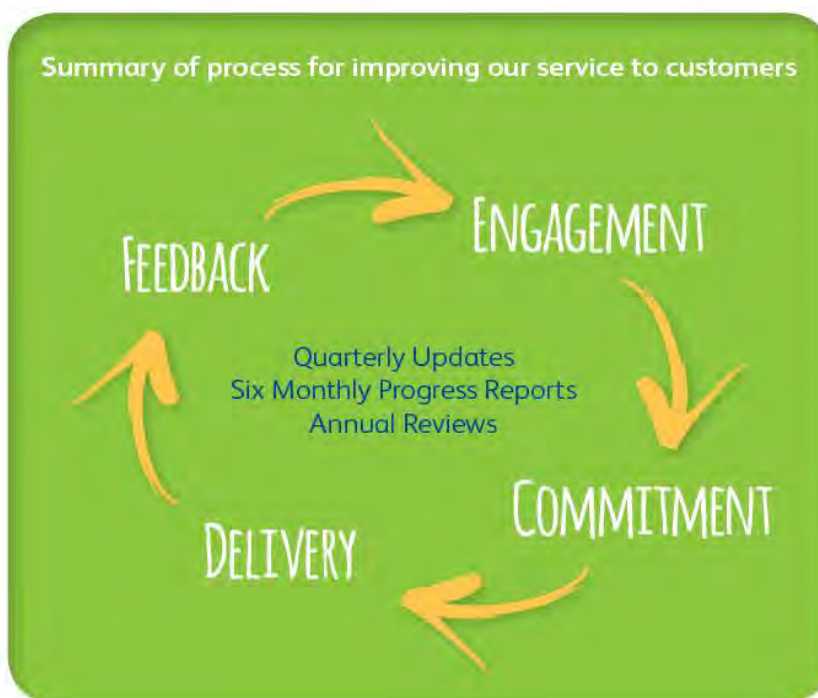 Summary of process for improving our service to customers
ENGAGEMENT
FEEDBACK
Quarterly Updates
Six Monthly Progress Reports
Annual Reviews
COMMITMENT
DELIVERY